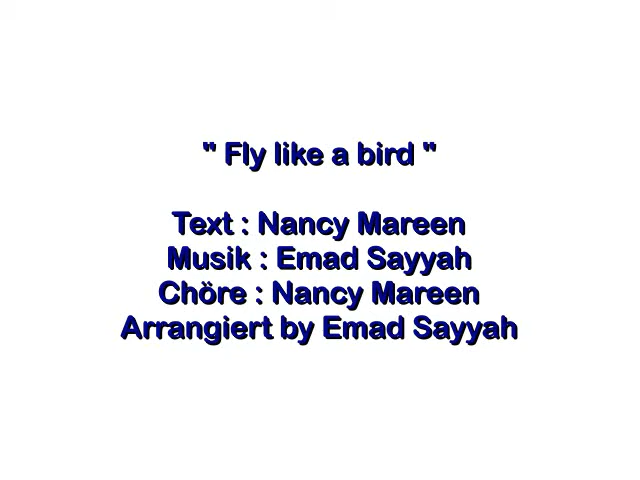 " Fly like a bird "
Text : Nancy Mareen
Musik : Emad Sayyah
Chöre : Nancy Mareen
Arrangiert by Emad Sayyah